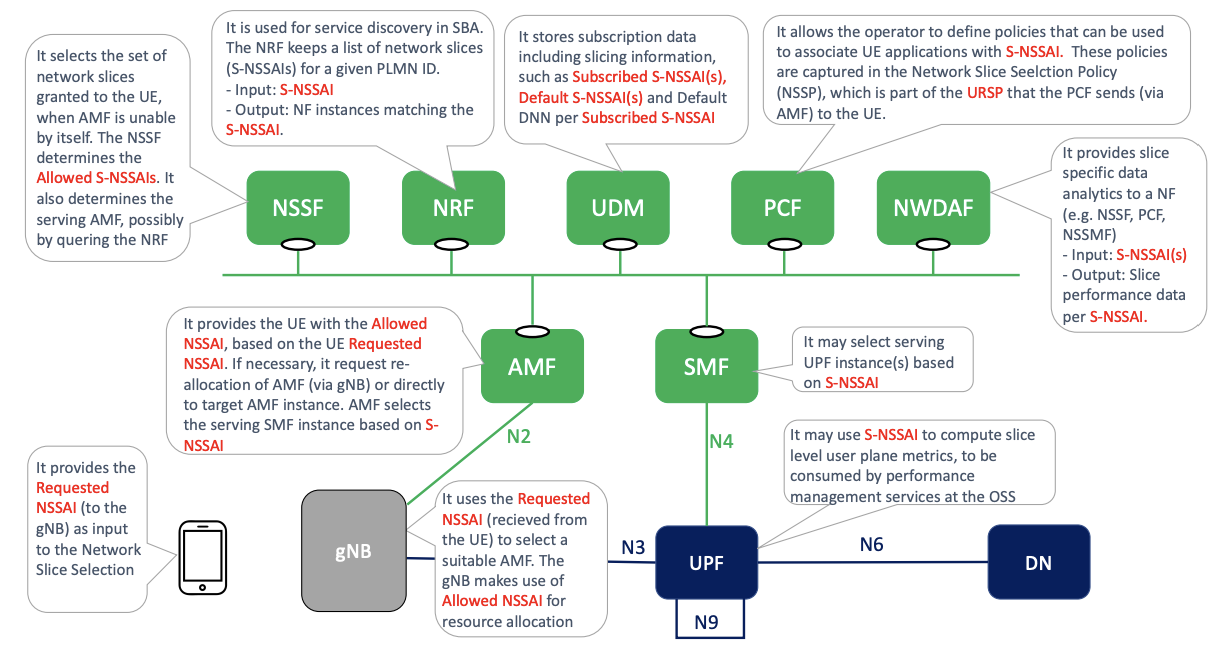 It selects the set of
network slices
granted to the UE,
when AMF is unable
by itself. The NSSF
determines the
Allowed S-NSSAIs. It
also determines the
serving AMF, possibly
by quering the NRF
It is used for service discovery in SBA.
The NRF keeps a list of network slices
(S-NSSAIs) for a given PLMN ID.
- Input: S-NSSAI
- Output: NF instances matching the
S-NSSAI.
It stores subscription data
including slicing information,
such as Subscribed S-NSSAI(s),
Default S-NSSAI(s) and Default
DNN per Subscribed S-NSSAI
It allows the operator to define policies that can be used
to associate UE applications with S-NSSAI. These policies
are captured in the Network Slice Seelction Policy
(NSSP), which is part of the URSP that the PCF sends (via
AMF) to the UE.
It provides slice
specific data
analytics to a NF
(e.g. NSSF, PCF,
NSSMF)
- Input: S-NSSAI(s)
- Output: Slice
performance data
per S-NSSAI.
NSSF
NRF
UDM
PCF
NWDAF
It provides the UE with the Allowed
NSSAI, based on the UE Requested
NSSAI. If necessary, it request re-
allocation of AMF (via gNB) or directly
to target AMF instance. AMF selects
the serving SMF instance based on S-
NSSAI
AMF
SMF
It may select serving
UPF instance(s) based
on S-NSSAI
N2
N4
It may use S-NSSAI to compute slice
level user plane metrics, to be
consumed by performance
management services at the OSS
It provides the
Requested
NSSAI (to the
gNB) as input
to the Network
Slice Selection
gNB
It uses the Requested
NSSAI (recieved from
the UE) to select a
suitable AMF. The
gNB makes use of
Allowed NSSAI for
resource allocation
N3
UPF
N6
DN
N9